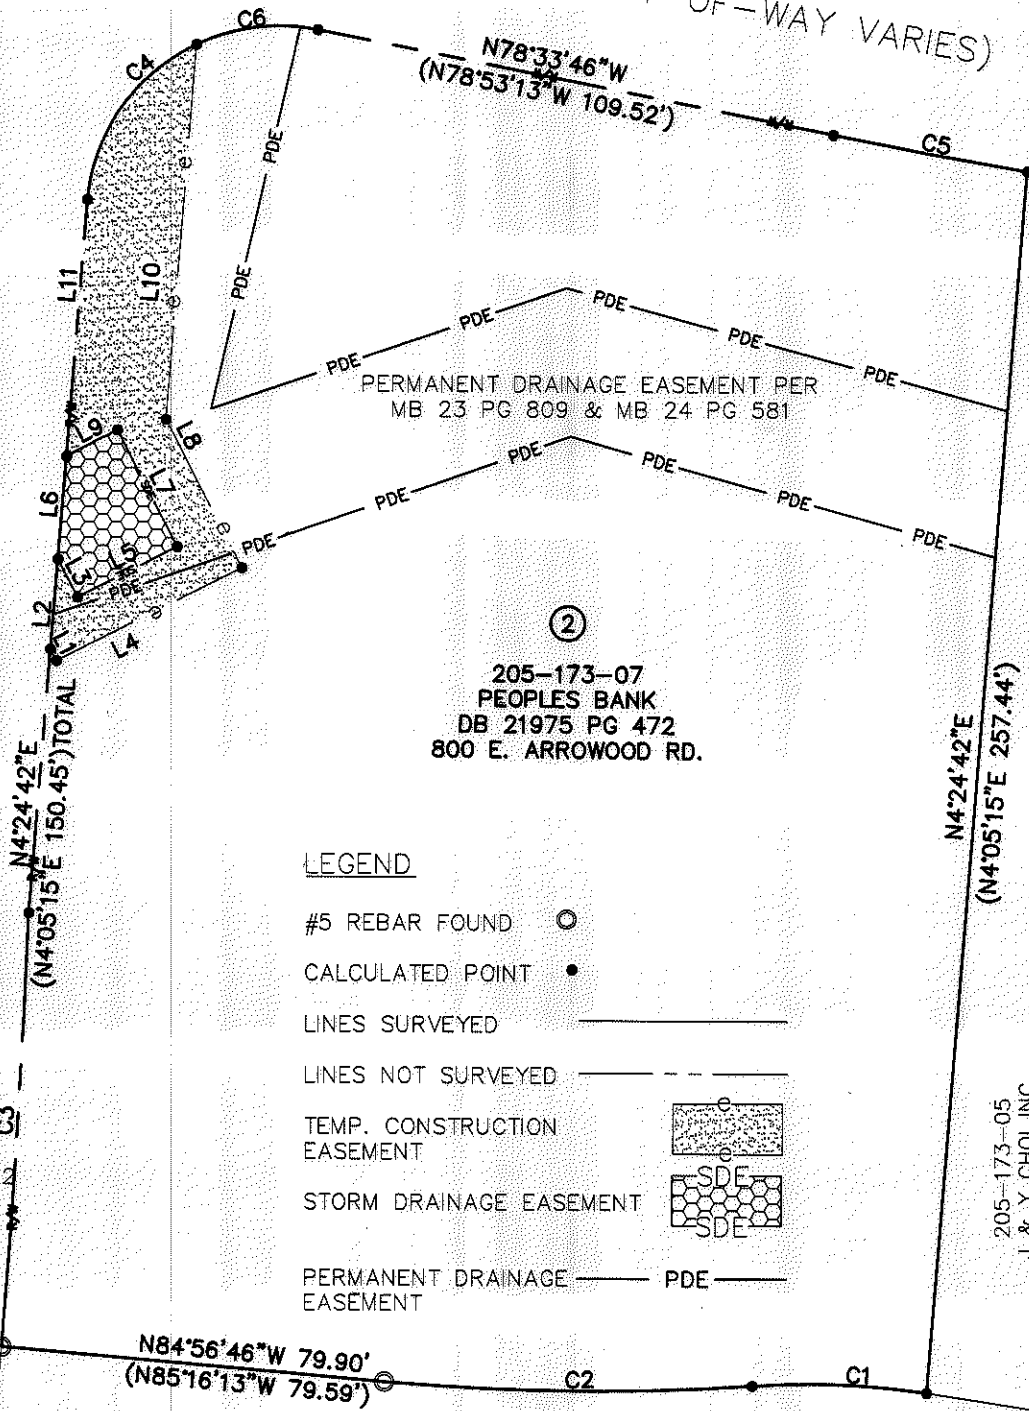 OF-WAY VARIES)
C6
C4
N78°33'46"W
(N78°53'13"W 109.52')
C5
PDE
PDE
L11
L10
PDE
PDE
PDE
PDE
PDE
PERMANENT DRAINAGE EASEMENT PER
MB 23 PG 809 & MB 24 PG 581
L9
L8
L7
L6
L5
L3
PDE
PDE
PDE
PDE
PDE
PDE
PDE
L2
L1
L4
2
205-173-07
PEOPLES BANK
DB 21975 PG 472
800 E. ARROWOOD RD.
N4°24'42"E
(N4°05'15"E 150.45')TOTAL
N4°24'42"E
(N4°05'15"E 257.44')
LEGEND
#5 REBAR FOUND
CALCULATED POINT
LINES SURVEYED
LINES NOT SURVEYED
TEMP. CONSTRUCTION
EASEMENT
SDE
STORM DRAINAGE EASEMENT
SDE
PERMANENT DRAINAGE
EASEMENT
PDE
C3
2
205-173-05
CHOI INC
N84°56'46"W 79.90'
(N85°16'13"W 79.59')
C2
C1